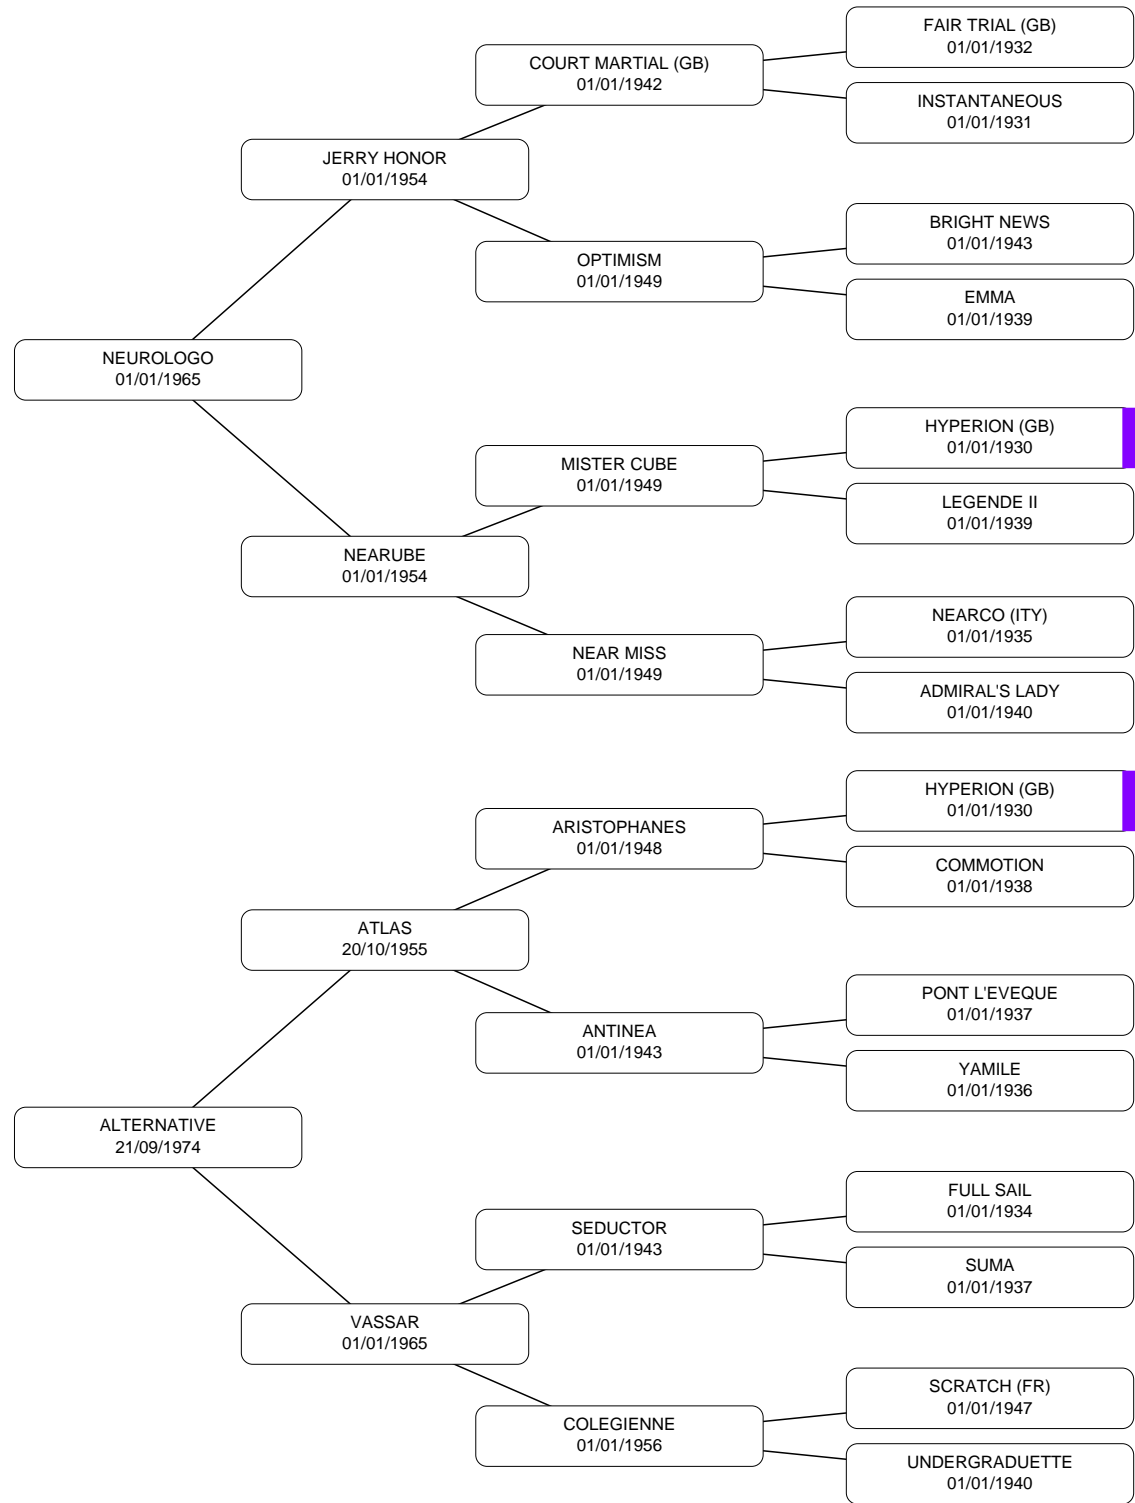 FAIR TRIAL (GB)
01/01/1932
COURT MARTIAL (GB)
01/01/1942
INSTANTANEOUS
01/01/1931
JERRY HONOR
01/01/1954
BRIGHT NEWS
01/01/1943
OPTIMISM
01/01/1949
EMMA
01/01/1939
NEUROLOGO
01/01/1965
HYPERION (GB)
01/01/1930
MISTER CUBE
01/01/1949
LEGENDE II
01/01/1939
NEARUBE
01/01/1954
NEARCO (ITY)
01/01/1935
NEAR MISS
01/01/1949
ADMIRAL'S LADY
01/01/1940
HYPERION (GB)
01/01/1930
ARISTOPHANES
01/01/1948
COMMOTION
01/01/1938
ATLAS
20/10/1955
PONT L'EVEQUE
01/01/1937
ANTINEA
01/01/1943
YAMILE
01/01/1936
ALTERNATIVE
21/09/1974
FULL SAIL
01/01/1934
SEDUCTOR
01/01/1943
SUMA
01/01/1937
VASSAR
01/01/1965
SCRATCH (FR)
01/01/1947
COLEGIENNE
01/01/1956
UNDERGRADUETTE
01/01/1940